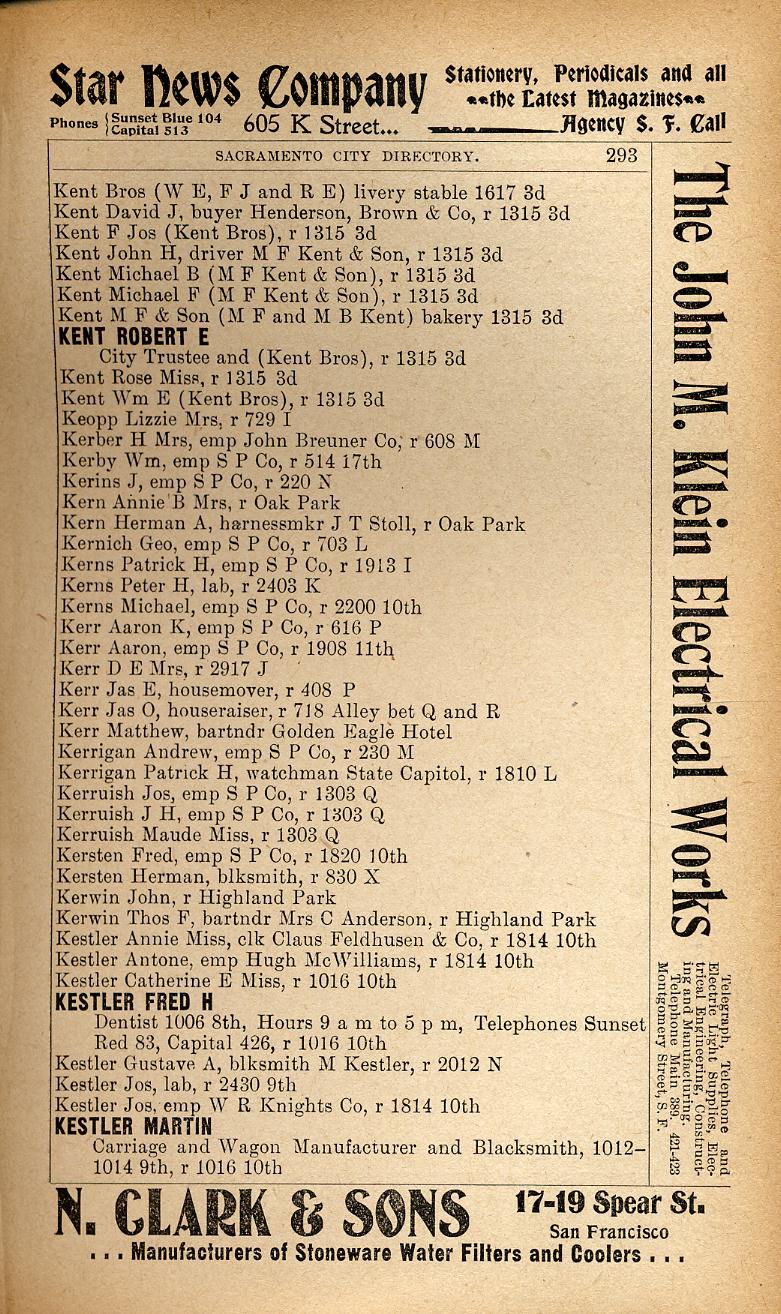 Star News Company
Stationery, Periodicals and all
the Latest Magazines
Phones { Sunset Blue 104
Capital 513
605 K Street...
Agency S. F. Call
SACRAMENTO CITY DIRECTORY. 293
Kent Bros (W E, F J and R E) livery stable 1617 3d
Kent David J, buyer Henderson, Brown & Co, r 1315 3d
Kent F Jos (Kent Bros), r 1315 3d
Kent John H, driver M F Kent & Son, r 1315 3d
Kent Michael B (M F Kent & Son), r 1315 3d
Kent Michael F (M F Kent & Son), r 1315 3d
Kent M F & Son (M F and M B Kent) bakery 1315 3d
KENT ROBERT E
City Trustee and (Kent Bros), r 1315 3d
Kent Rose Miss, r 1315 3d
Kent Wm E (Kent Bros), r 1315 3d
Keopp Lizzie Mrs, r 729 I
Kerber H Mrs, emp John Breuner Co, r 608 M
Kerby Wm, emp S P Co, r 514 17th
Kerins J, emp S P Co, r 220 N
Kern Annie B Mrs, r Oak Park
Kern Herman A, harnessmkr J T Stoll, r Oak Park
Kernich Geo, emp S P Co, r 703 L
Kerns Patrick H, emp S P Co, r 1913 I
Kerns Peter H, lab, r 2403 K
Kerns Michael, emp S P Co, r 2200 10th
Kerr Aaron K, emp S P Co, r 616 P
Kerr Aaron, emp S P Co, r 1908 11th
Kerr D E Mrs, r 2917 J
Kerr Jas E, housemover, r 408 P
Kerr Jas O, houseraiser, r 718 Alley bet Q and R
Kerr Matthew, bartndr Golden Eagle Hotel
Kerrigan Andrew, emp S P Co, r 230 M
Kerrigan Patrick H, watchman State Capitol, r 1810 L
Kerruish Jos, emp S P Co, r 1303 Q
Kerruish J H, emp S P Co, r 1303 Q
Kerruish Maude Miss, r 1303 Q
Kersten Fred, emp S P Co, r 1820 10th
Kersten Herman, blksmith, r 830 X
Kerwin John, r Highland Park
Kerwin Thos F, bartndr Mrs C Anderson, r Highland Park
Kestler Annie Miss, clk Claus Feldhusen & Co, r 1814 10th
Kestler Antone, emp Hugh McWilliams, r 1814 10th
Kestler Catherine E Miss, r 1016 10th
KESTLER FRED H
Dentist 1006 8th, Hours 9 a m to 5 p m, Telephones Sunset
Red 83, Capital 426, r 1016 10th
Kestler Gustave A, blksmith M Kestler, r 2012 N
Kestler Jos, lab, r 2430 9th
Kestler Jos, emp W R Knights Co, r 1814 10th
KESTLER MARTIN
Carriage and Wagon Manufacturer and Blacksmith, 1012-
1014 9th, r 1016 10th
The John M. Klein Electrical Works
Telegraph, Telephone and
Electric Light Supplies, Elec-
trical Engineering, Construct-
ing and Manufacturing.
Telephone Main 389. 421-423
Montgomery Street, S. F.
N. CLARK & SONS
17-19 Spear St.
San Francisco
... Manufacturers of Stoneware Water Filters and Coolers ...